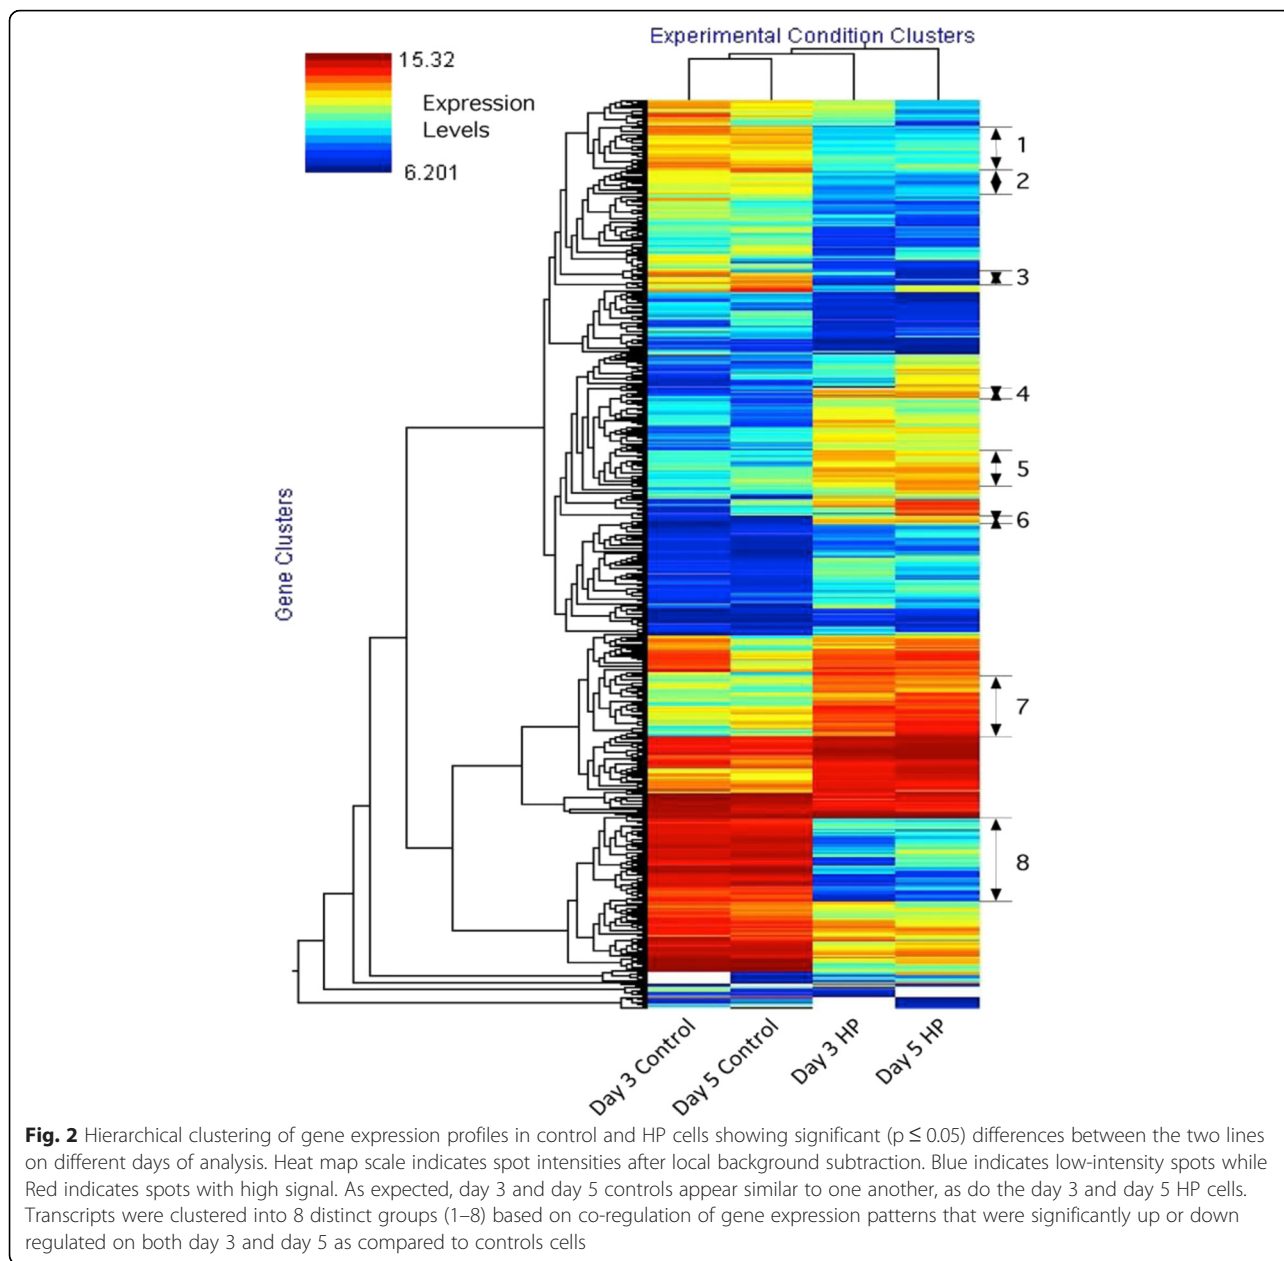 Experimental Condition Clusters
15.32
Expression
Levels
6.201
1
2
3
4
5
6
7
8
Gene Clusters
Day 3 Control
Day 5 Control
Day 3 HP
Day 5 HP
Fig. 2 Hierarchical clustering of gene expression profiles in control and HP cells showing significant (p ≤ 0.05) differences between the two lines
on different days of analysis. Heat map scale indicates spot intensities after local background subtraction. Blue indicates low-intensity spots while
Red indicates spots with high signal. As expected, day 3 and day 5 controls appear similar to one another, as do the day 3 and day 5 HP cells.
Transcripts were clustered into 8 distinct groups (1–8) based on co-regulation of gene expression patterns that were significantly up or down
regulated on both day 3 and day 5 as compared to controls cells